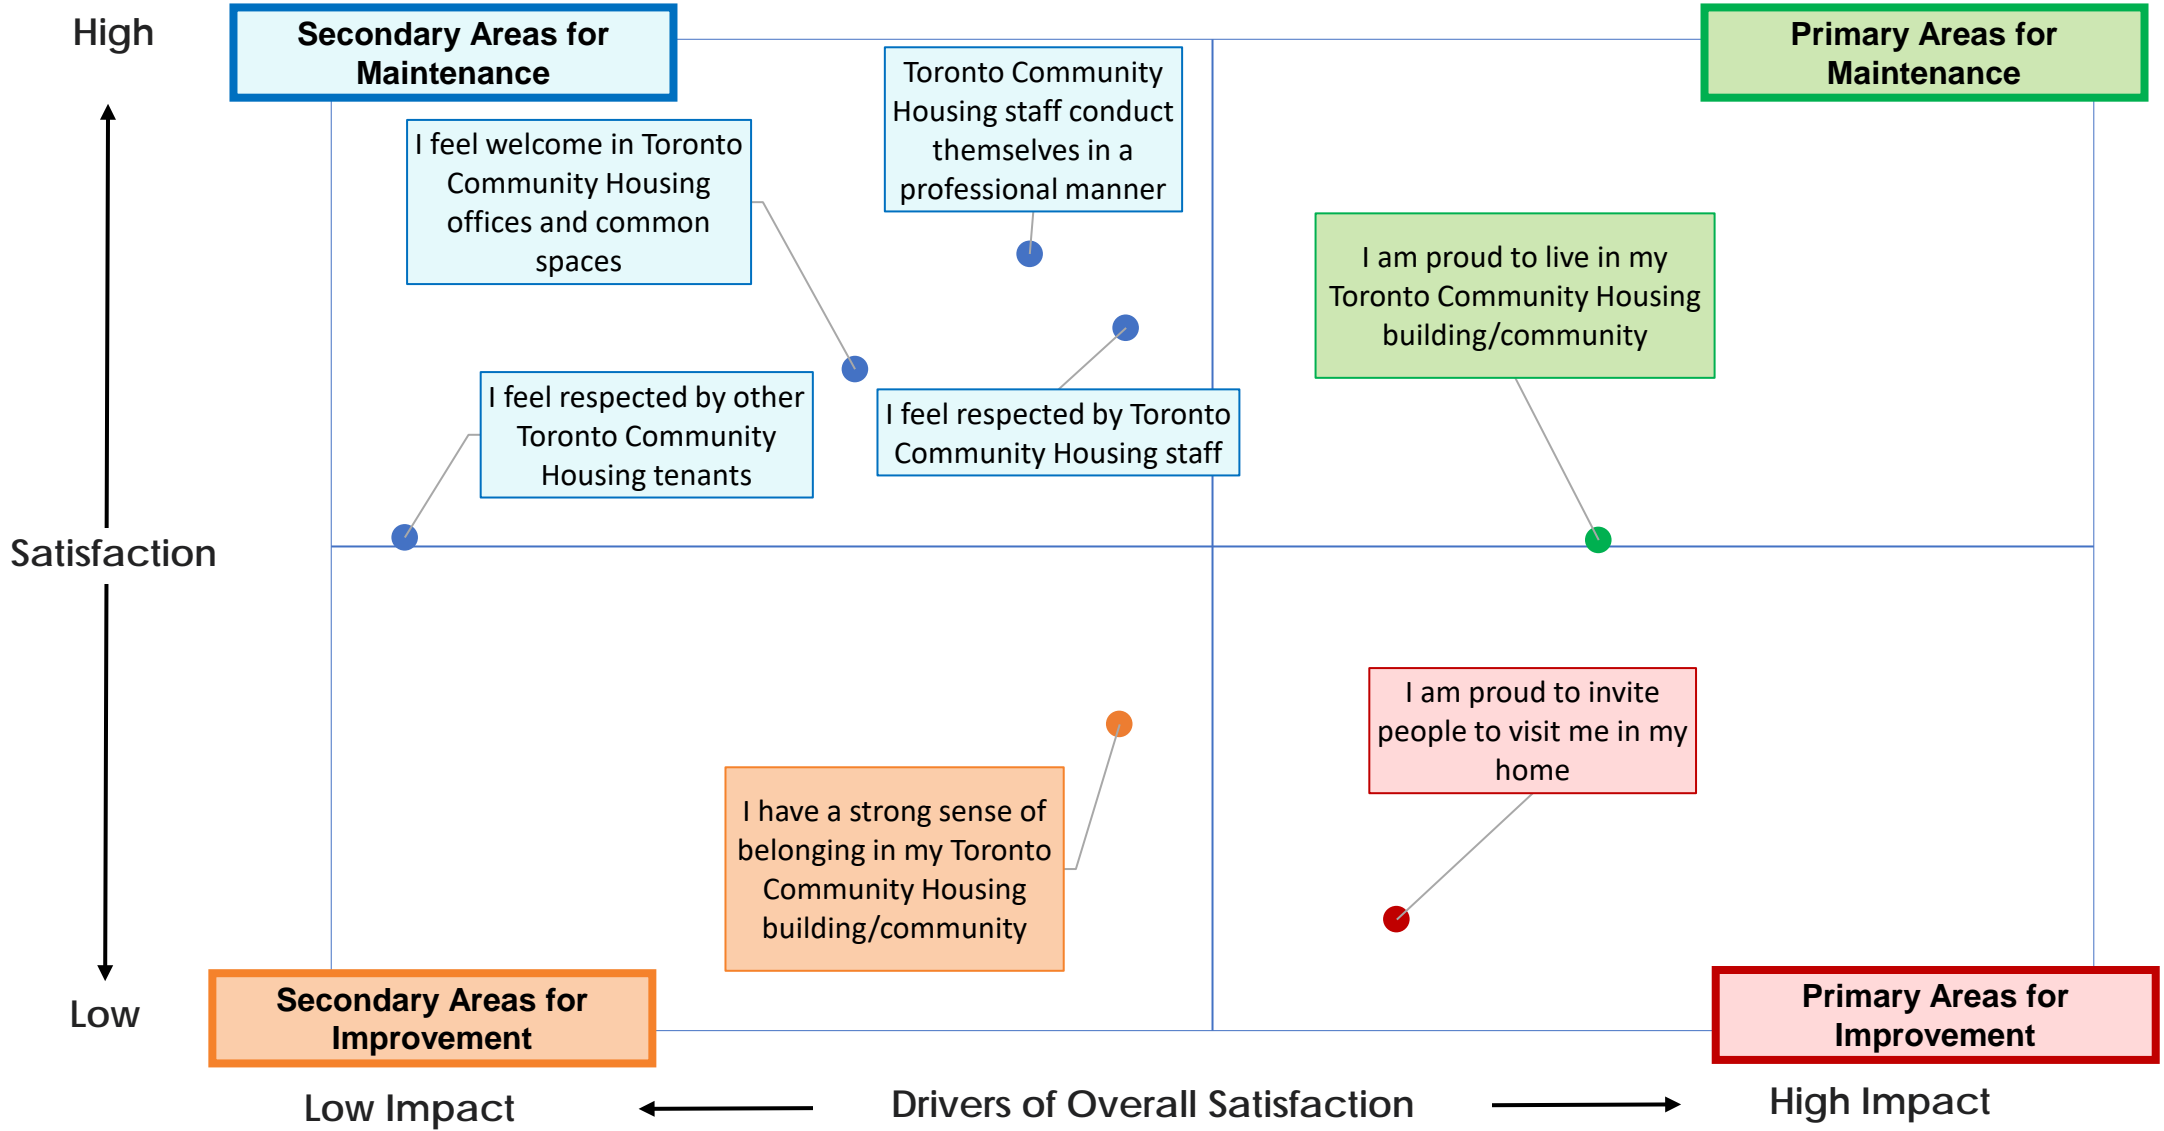 High
Secondary Areas for
Maintenance
Primary Areas for
Maintenance
Toronto Community
Housing staff conduct
themselves in a
professional manner
I feel welcome in Toronto
Community Housing
offices and common
spaces
I am proud to live in my
Toronto Community Housing
building/community
I feel respected by other
Toronto Community
Housing tenants
I feel respected by Toronto
Community Housing staff
Satisfaction
I am proud to invite
people to visit me in my
home
I have a strong sense of
belonging in my Toronto
Community Housing
building/community
Low
Secondary Areas for
Improvement
Primary Areas for
Improvement
Low Impact
Drivers of Overall Satisfaction
High Impact